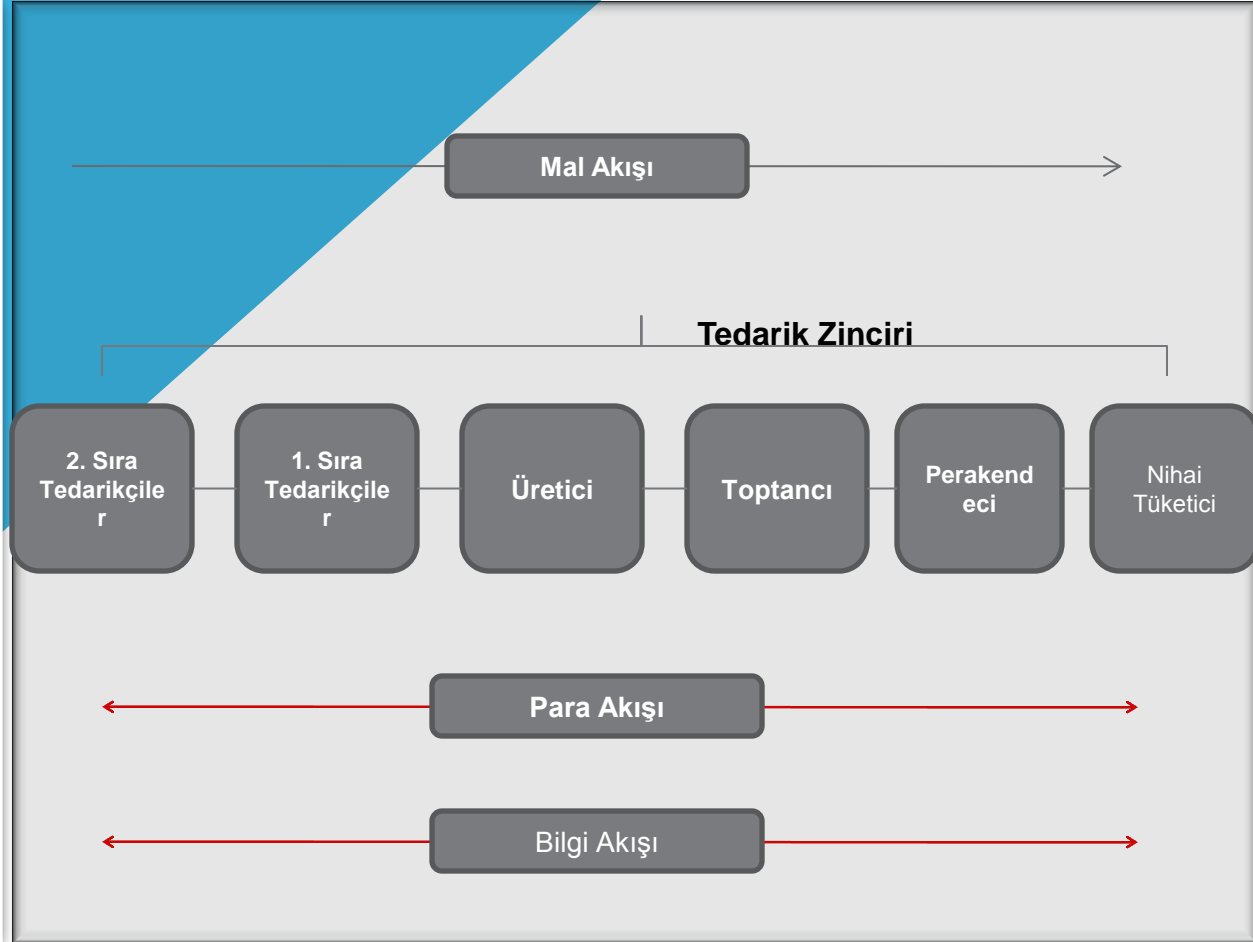 Mal Akışı
Tedarik Zinciri
2. Sıra
Tedarikçile
r
1. Sıra
Tedarikçile
r
Üretici
Toptancı
Perakend
eci
Nihai
Tüketici
Para Akışı
Bilgi Akışı